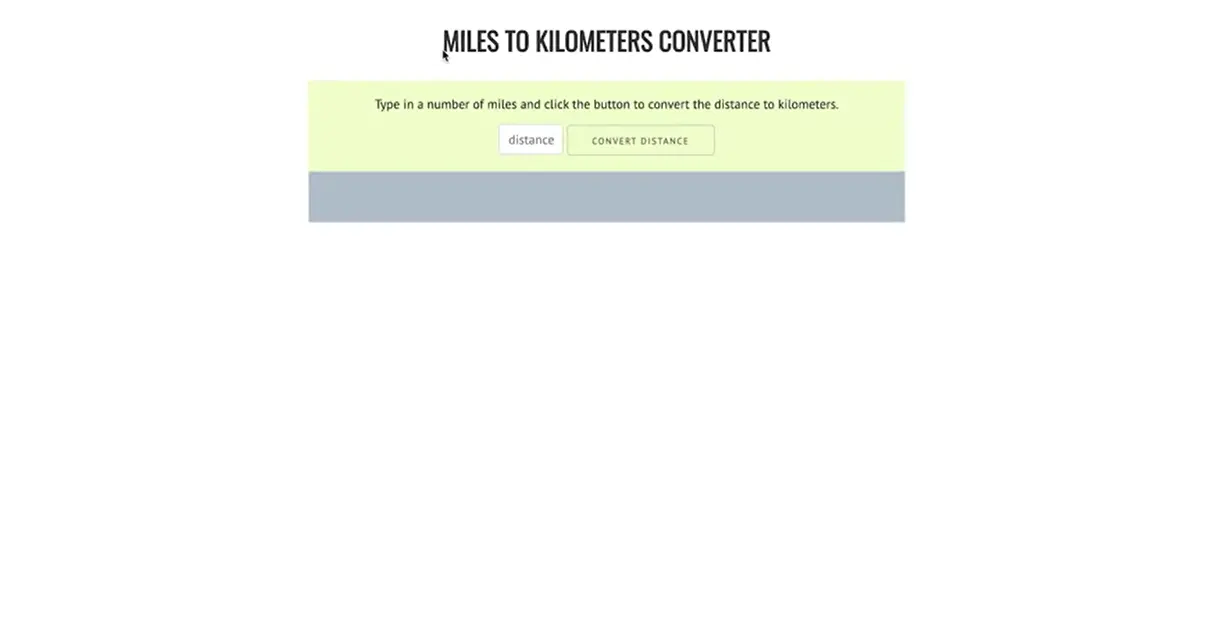 MILES TO KILOMETERS CONVERTER
Type in a number of miles and click the button to convert the distance to kilometers.
distance CONVERT DISTANCE